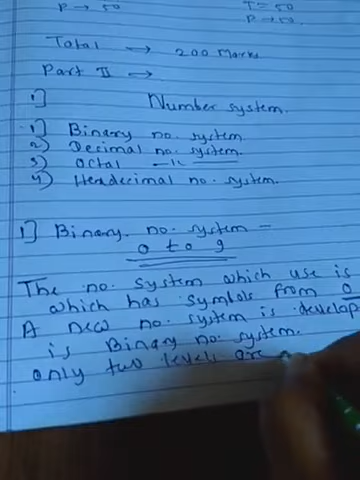 P → 50 T = 50
P → 50.
Total → 200 Marks
Part II →
1] Number system.
1] Binary no. system
2) Decimal no. system.
3) Octal —"—
4) Hexdecimal no. system.
1] Binary no. system –
0 to 9
The no. system which use is
which has symbols from 0
A new no. system is develop
is Binary no. system.
only two levels are